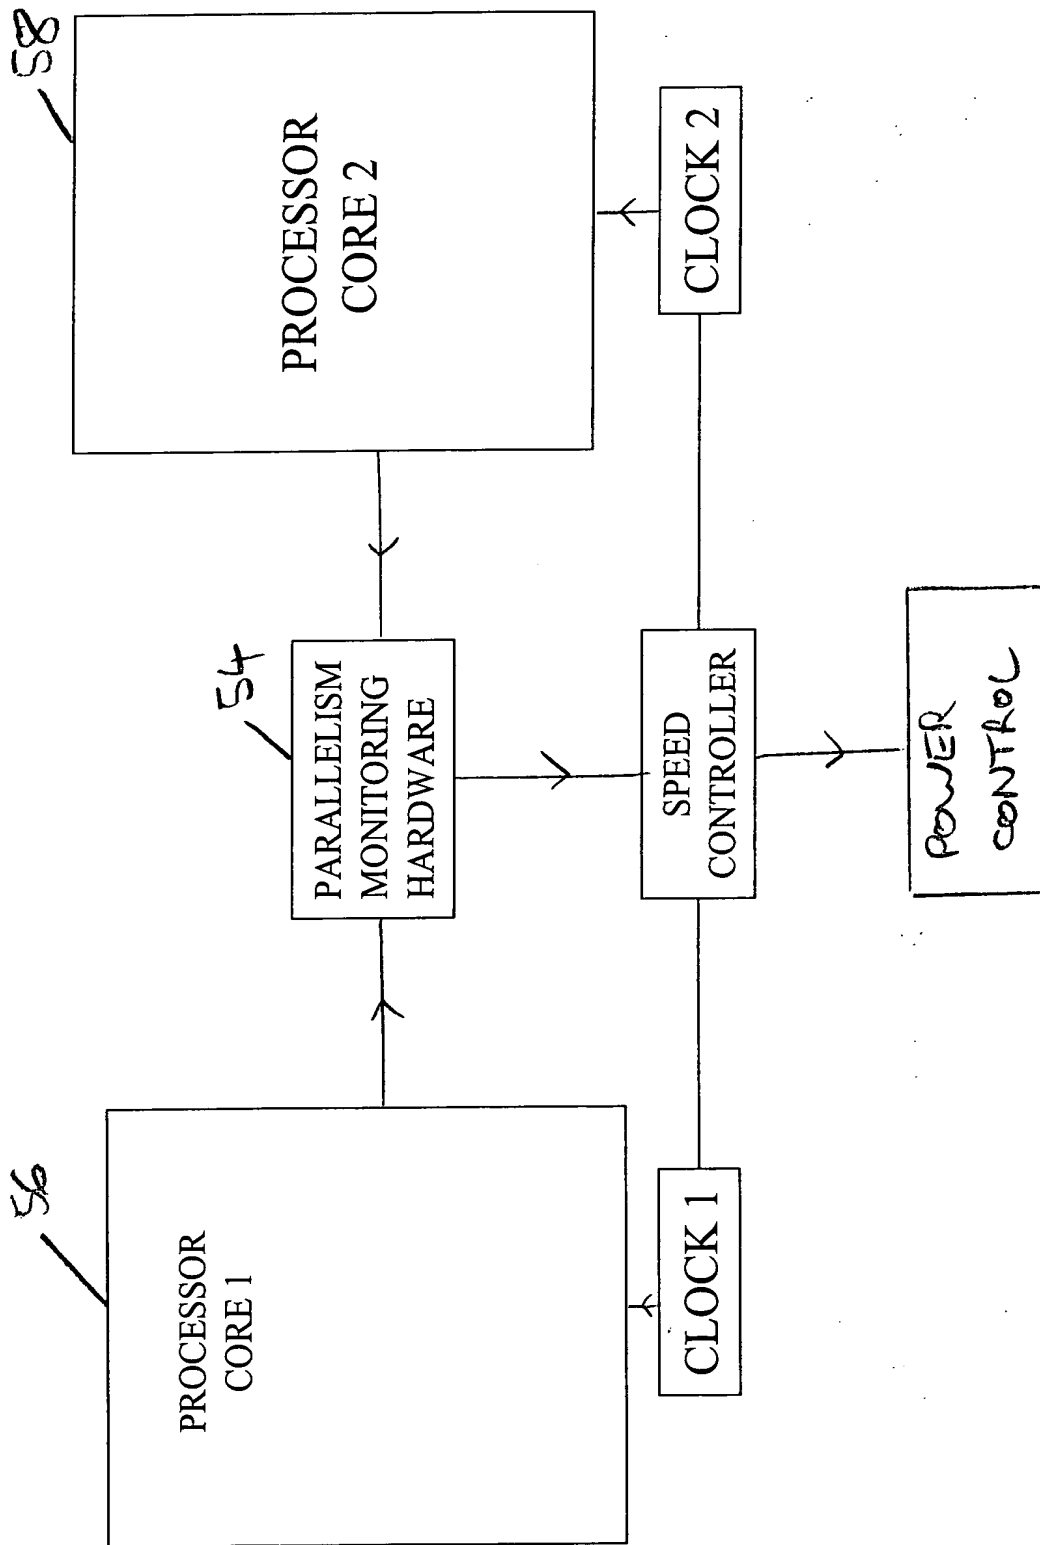 56
58
54
PROCESSOR
CORE 1
PARALLELISM
MONITORING
HARDWARE
PROCESSOR
CORE 2
CLOCK 1
SPEED
CONTROLLER
CLOCK 2
POWER
CONTROL